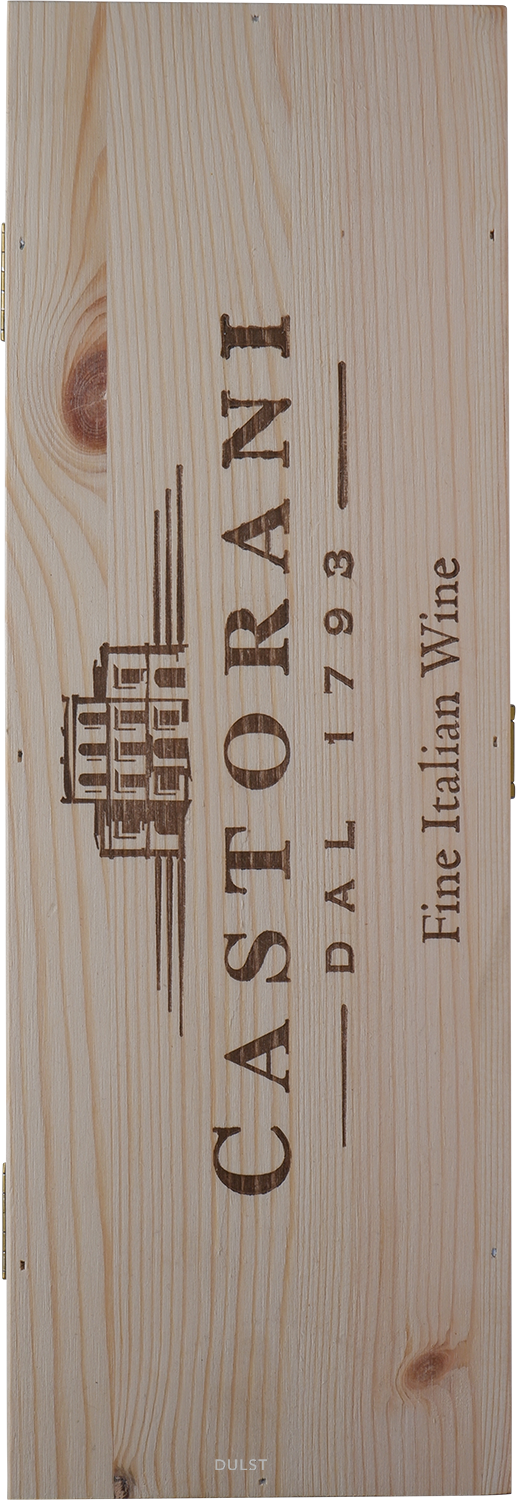 CASTORANI
DAL 1793
Fine Italian Wine
DULST